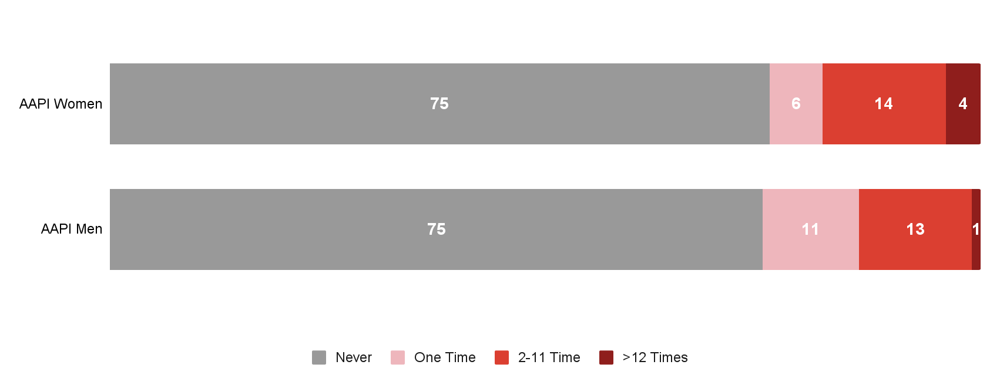 AAPI Women 75 6 14 4
AAPI Men 75 11 13 1
Never One Time 2-11 Time >12 Times